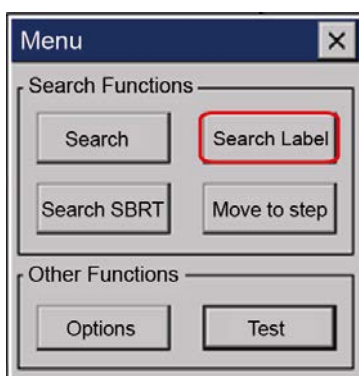 Menu
Search Functions
Search Search Label
Search SBRT Move to step
Other Functions
Options Test